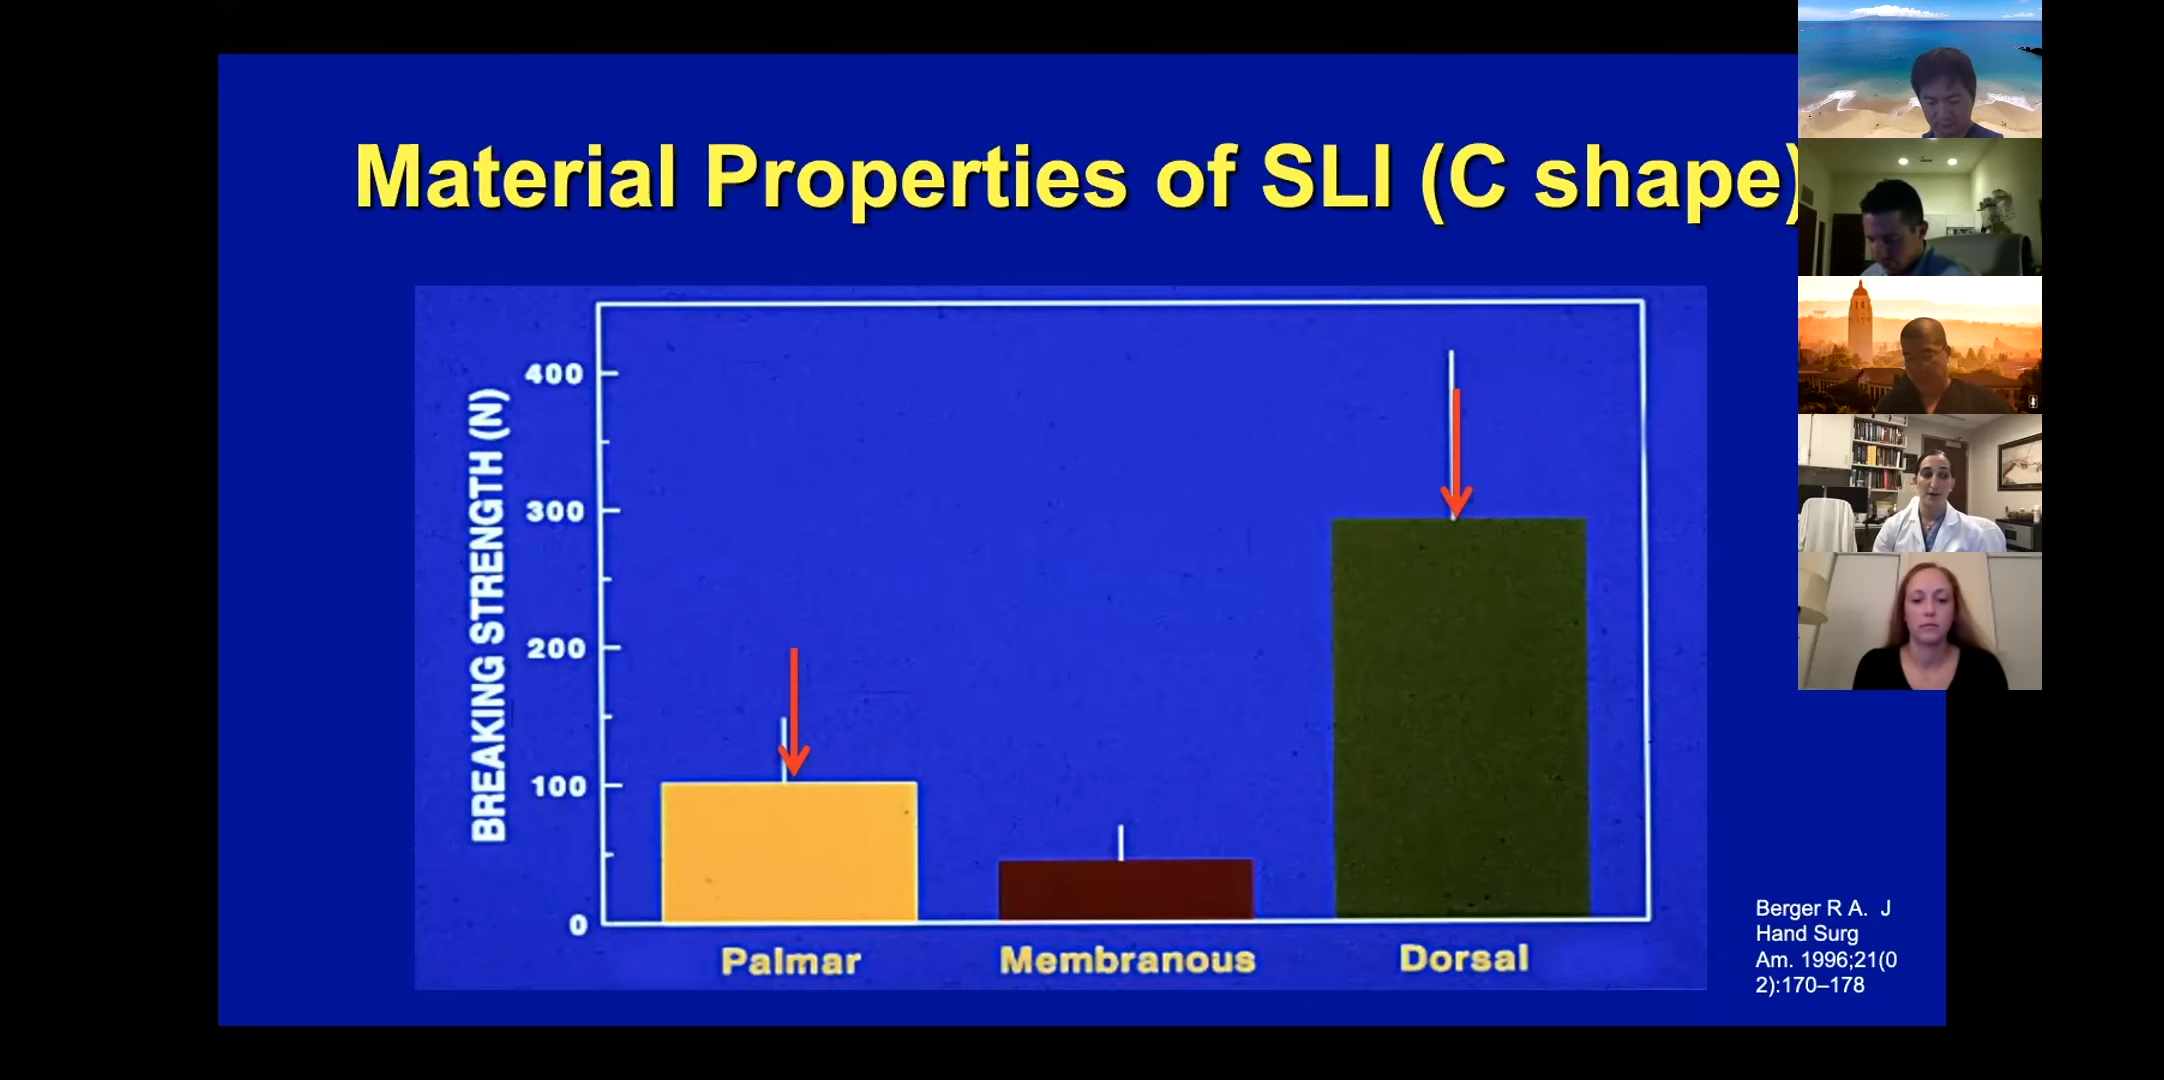 Material Properties of SLI (C shape)
BREAKING STRENGTH (N)
400
300
200
100
0
Palmar
Membranous
Dorsal
Berger R A. J
Hand Surg
Am. 1996;21(0
2):170–178